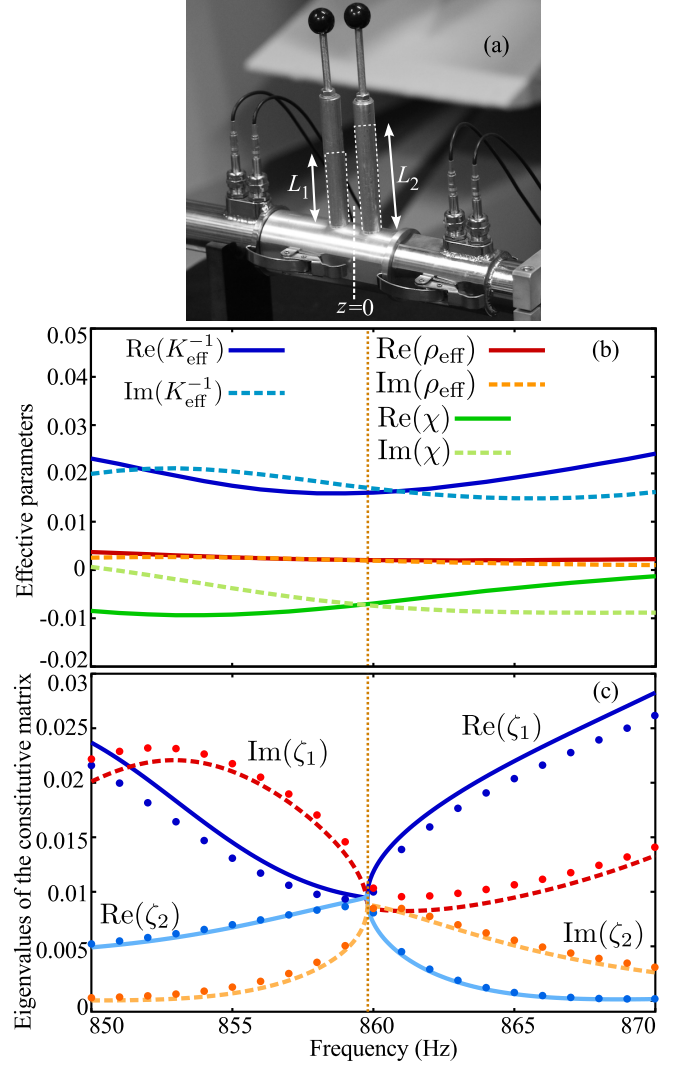 (a)
L₁
L₂
z=0
0.05
0.04
0.03
0.02
0.01
0
-0.01
-0.02
Effective parameters
Re(K_eff^-1)
Im(K_eff^-1)
Re(ρ_eff)
Im(ρ_eff)
Re(χ)
Im(χ)
(b)
0.03
0.025
0.02
0.015
0.01
0.005
0
Eigenvalues of the constitutive matrix
(c)
Re(ζ₁)
Im(ζ₁)
Re(ζ₂)
Im(ζ₂)
850 855 860 865 870
Frequency (Hz)